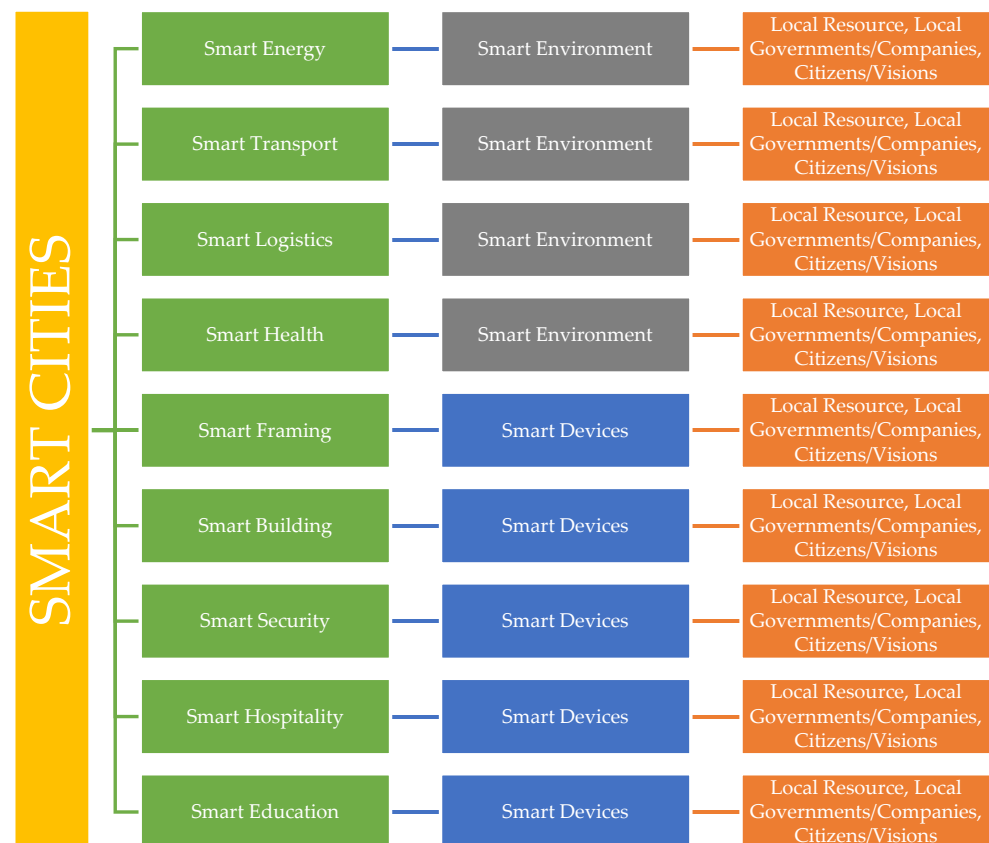 SMART CITIES
Smart Energy
Smart Environment
Local Resource, Local
Governments/Companies,
Citizens/Visions
Smart Transport
Smart Environment
Local Resource, Local
Governments/Companies,
Citizens/Visions
Smart Logistics
Smart Environment
Local Resource, Local
Governments/Companies,
Citizens/Visions
Smart Health
Smart Environment
Local Resource, Local
Governments/Companies,
Citizens/Visions
Smart Framing
Smart Devices
Local Resource, Local
Governments/Companies,
Citizens/Visions
Smart Building
Smart Devices
Local Resource, Local
Governments/Companies,
Citizens/Visions
Smart Security
Smart Devices
Local Resource, Local
Governments/Companies,
Citizens/Visions
Smart Hospitality
Smart Devices
Local Resource, Local
Governments/Companies,
Citizens/Visions
Smart Education
Smart Devices
Local Resource, Local
Governments/Companies,
Citizens/Visions